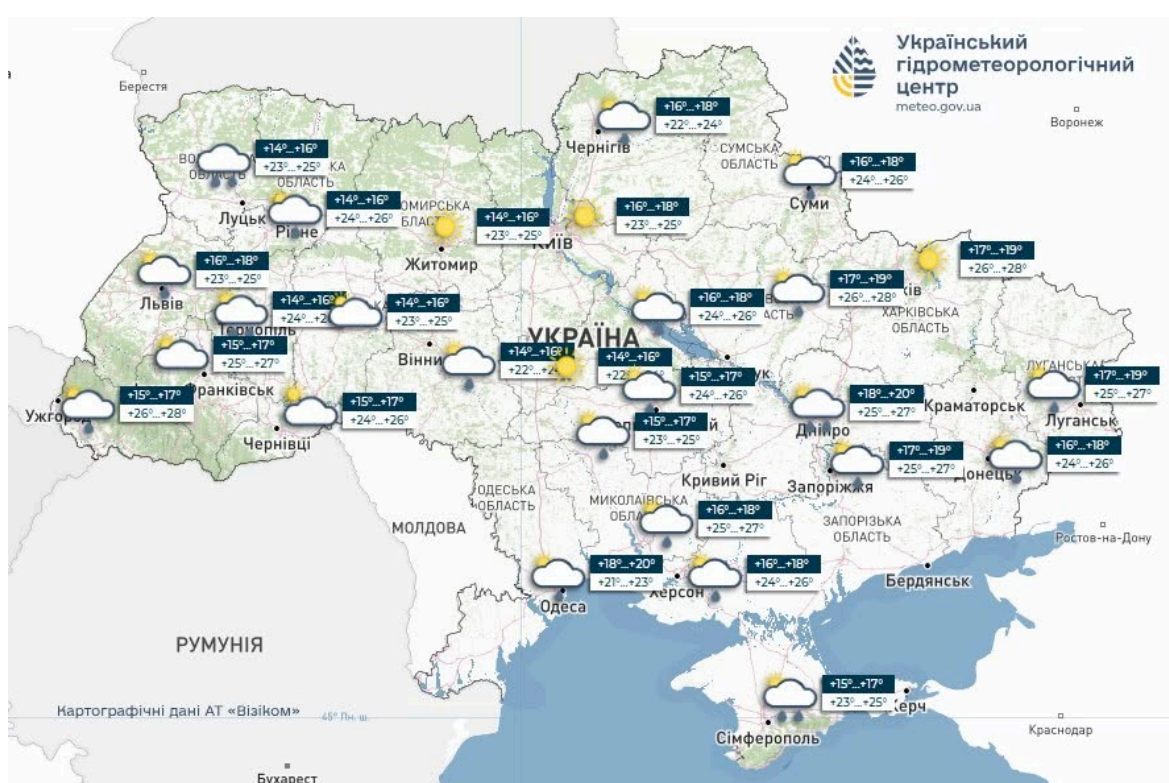 Український
гідрометеорологічний
центр
meteo.gov.ua
Берестя
Воронеж
+16°...+18°
+22°...+24°
Чернігів
СУМСЬКА
ОБЛАСТЬ
+16°...+18°
+24°...+26°
Суми
+14°...+16°
+23°...+25°
ОБЛАСТЬ
Луцьк
+14°...+16°
+24°...+26°
Рівне
+14°...+16°
+23°...+25°
Житомир
+16°...+18°
+23°...+25°
Київ
+17°...+19°
+26°...+28°
ХАРКІВСЬКА
ОБЛАСТЬ
+16°...+18°
+23°...+25°
Львів
+14°...+16°
Тернопіль
+14°...+16°
+23°...+25°
+16°...+18°
+24°...+26°
+17°...+19°
+26°...+28°
УКРАЇНА
+15°...+17°
+25°...+27°
+14°...+16°
+14°...+16°
+15°...+17°
+24°...+26°
ЛУГАНСЬКА
+17°...+19°
+25°...+27°
Луганськ
Краматорськ
+15°...+17°
+26°...+28°
+15°...+17°
+24°...+26°
Чернівці
+15°...+17°
+23°...+25°
+18°...+20°
+25°...+27°
Дніпро
+17°...+19°
+25°...+27°
Запоріжжя
+16°...+18°
+24°...+26°
Донецьк
Кривий Ріг
ОДЕСЬКА
ОБЛАСТЬ
МИКОЛАЇВСЬКА
+16°...+18°
+25°...+27°
ЗАПОРІЗЬКА
ОБЛАСТЬ
МОЛДОВА
Ростов-на-Дону
+18°...+20°
+21°...+23°
Одеса
+16°...+18°
+24°...+26°
Херсон
Бердянськ
РУМУНІЯ
+15°...+17°
+23°...+25°
Керч
Сімферополь
Краснодар
Картографічні дані АТ «Візіком»
45° Пн. ш.
Бухарест